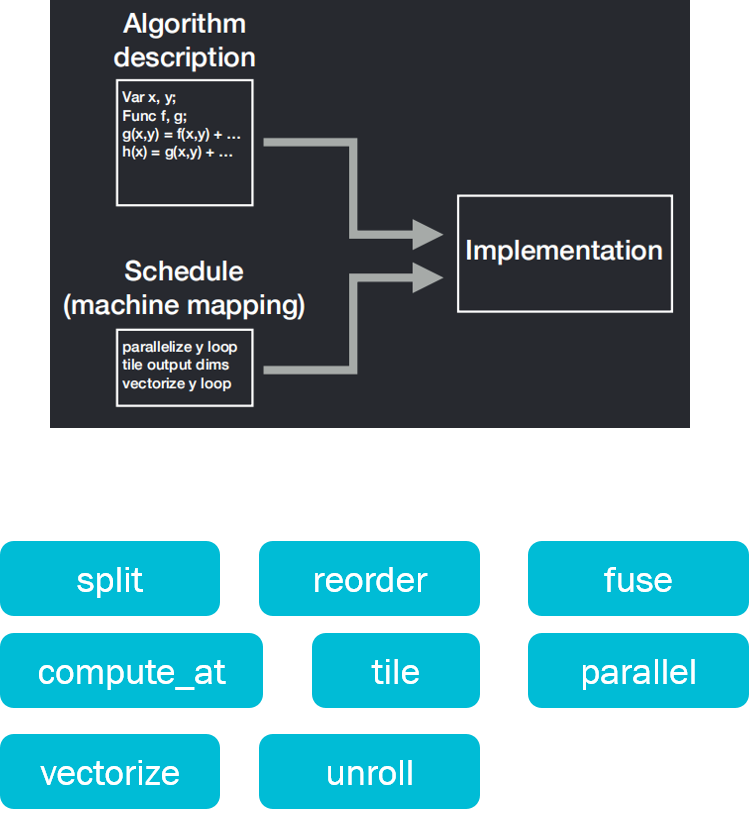 Algorithm
description
Var x, y;
Func f, g;
g(x,y) = f(x,y) + ...
h(x) = g(x,y) + ...
Implementation
Schedule
(machine mapping)
parallelize y loop
tile output dims
vectorize y loop
split
reorder
fuse
compute_at
tile
parallel
vectorize
unroll